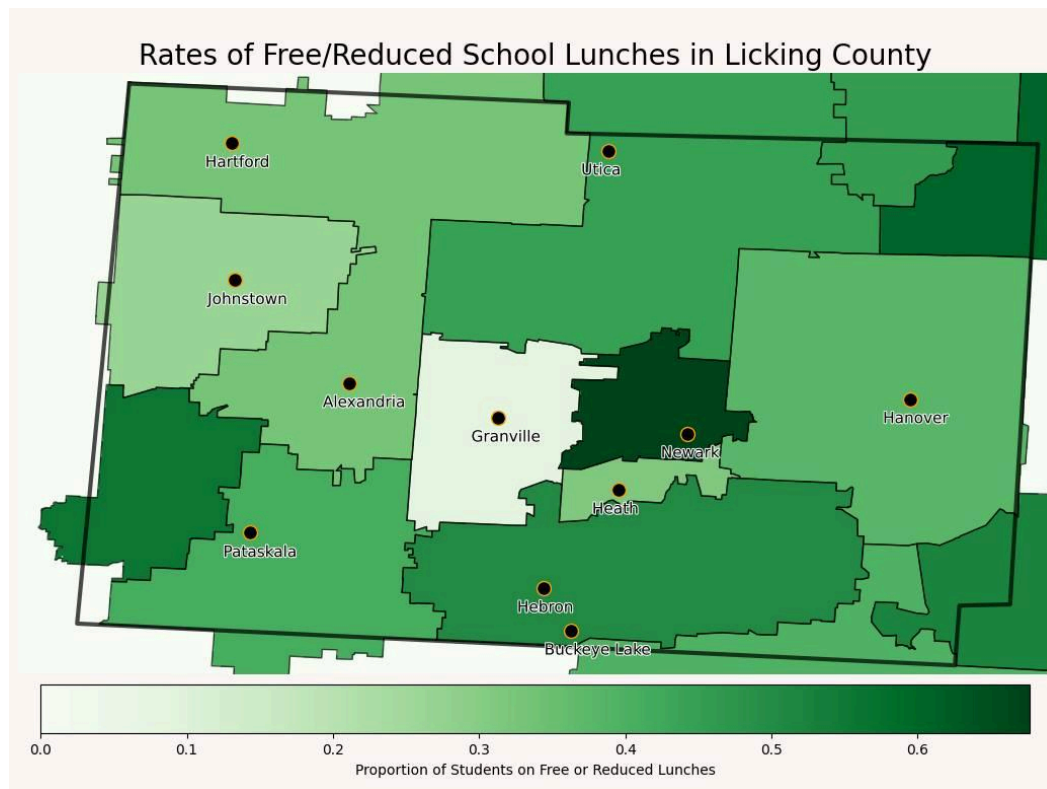 Rates of Free/Reduced School Lunches in Licking County
Hartford
Utica
Johnstown
Alexandria
Granville
Hanover
Newark
Heath
Pataskala
Hebron
Buckeye Lake
0.0 0.1 0.2 0.3 0.4 0.5 0.6
Proportion of Students on Free or Reduced Lunches